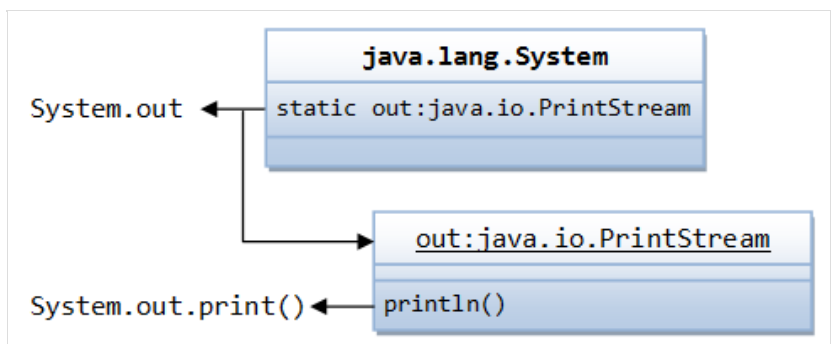 java.lang.System
System.out
static out:java.io.PrintStream
out:java.io.PrintStream
System.out.print()
println()